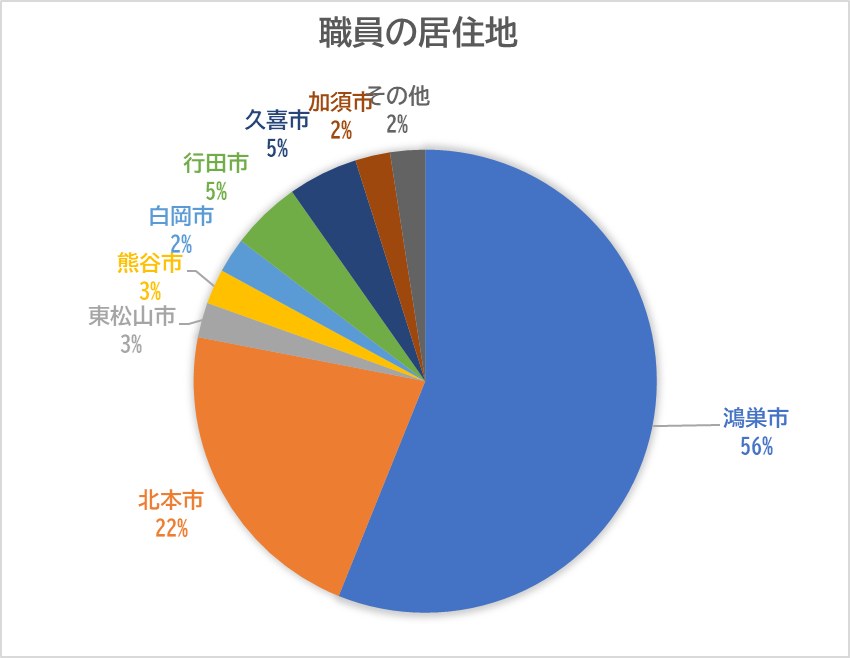 職員の居住地
鴻巣市
56%
北本市
22%
東松山市
3%
熊谷市
3%
白岡市
2%
行田市
5%
久喜市
5%
加須市
2%
その他
2%